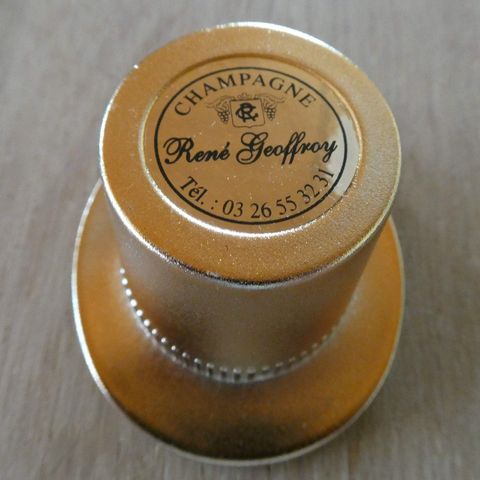 CHAMPAGNE
René Geoffroy
Tél. : 03 26 55 32 31